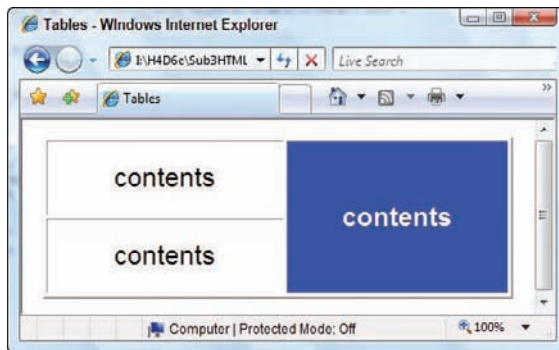 Tables - Windows Internet Explorer
I:\H4D6e\Sub3HTML
Live Search
Tables
contents
contents
contents
Computer | Protected Mode: Off
100%